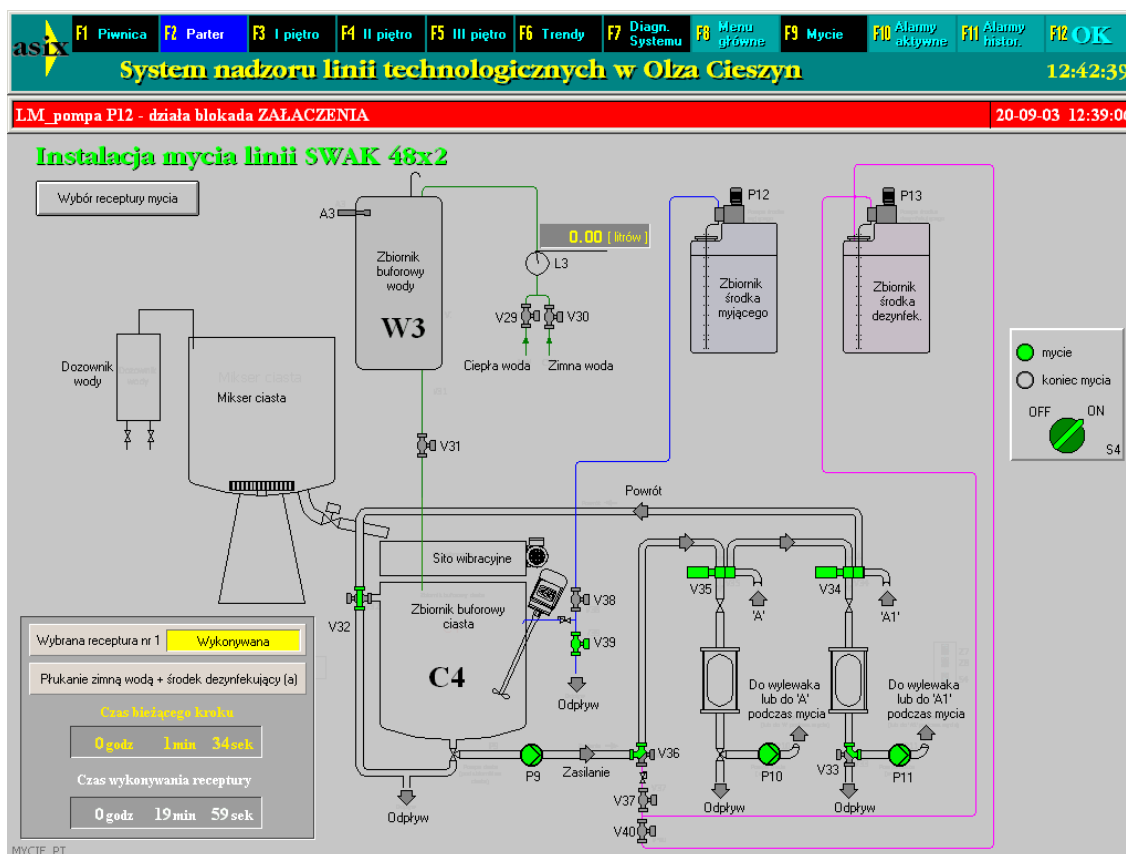 asix
F1 Piwnica
F2 Parter
F3 I piętro
F4 II piętro
F5 III piętro
F6 Trendy
F7 Diagn. Systemu
F8 Menu główne
F9 Mycie
F10 Alarmy aktywne
F11 Alarmy histor.
F12 OK
System nadzoru linii technologicznych w Olza Cieszyn
12:42:39
LM_pompa P12 - działa blokada ZAŁACZENIA
20-09-03 12:39:06
Instalacja mycia linii SWAK 48x2
Wybór receptury mycia
A3
Zbiornik
buforowy
wody
W3
0.00 [ litrów ]
L3
V29
V30
Ciepła woda
Zimna woda
P12
Zbiornik
środka
myjącego
P13
Zbiornik
środka
dezynfek.
mycie
koniec mycia
OFF
ON
S4
Dozownik
wody
Mikser ciasta
Mikser ciasta
V31
Powrót
Sito wibracyjne
Zbiornik buforowy
ciasta
C4
V32
V38
V39
Odpływ
V35
'A'
V34
'A1'
Do wylewaka
lub do 'A'
podczas mycia
Do wylewaka
lub do 'A1'
podczas mycia
Wybrana receptura nr 1
Wykonywana
Płukanie zimną wodą + środek dezynfekujący (a)
Czas bieżącego kroku
0 godz 1 min 34 sek
Czas wykonywania receptury
0 godz 19 min 59 sek
P9
Zasilanie
V36
P10
V33
P11
V37
V40
Odpływ
Odpływ
Odpływ
MYCIE_PT